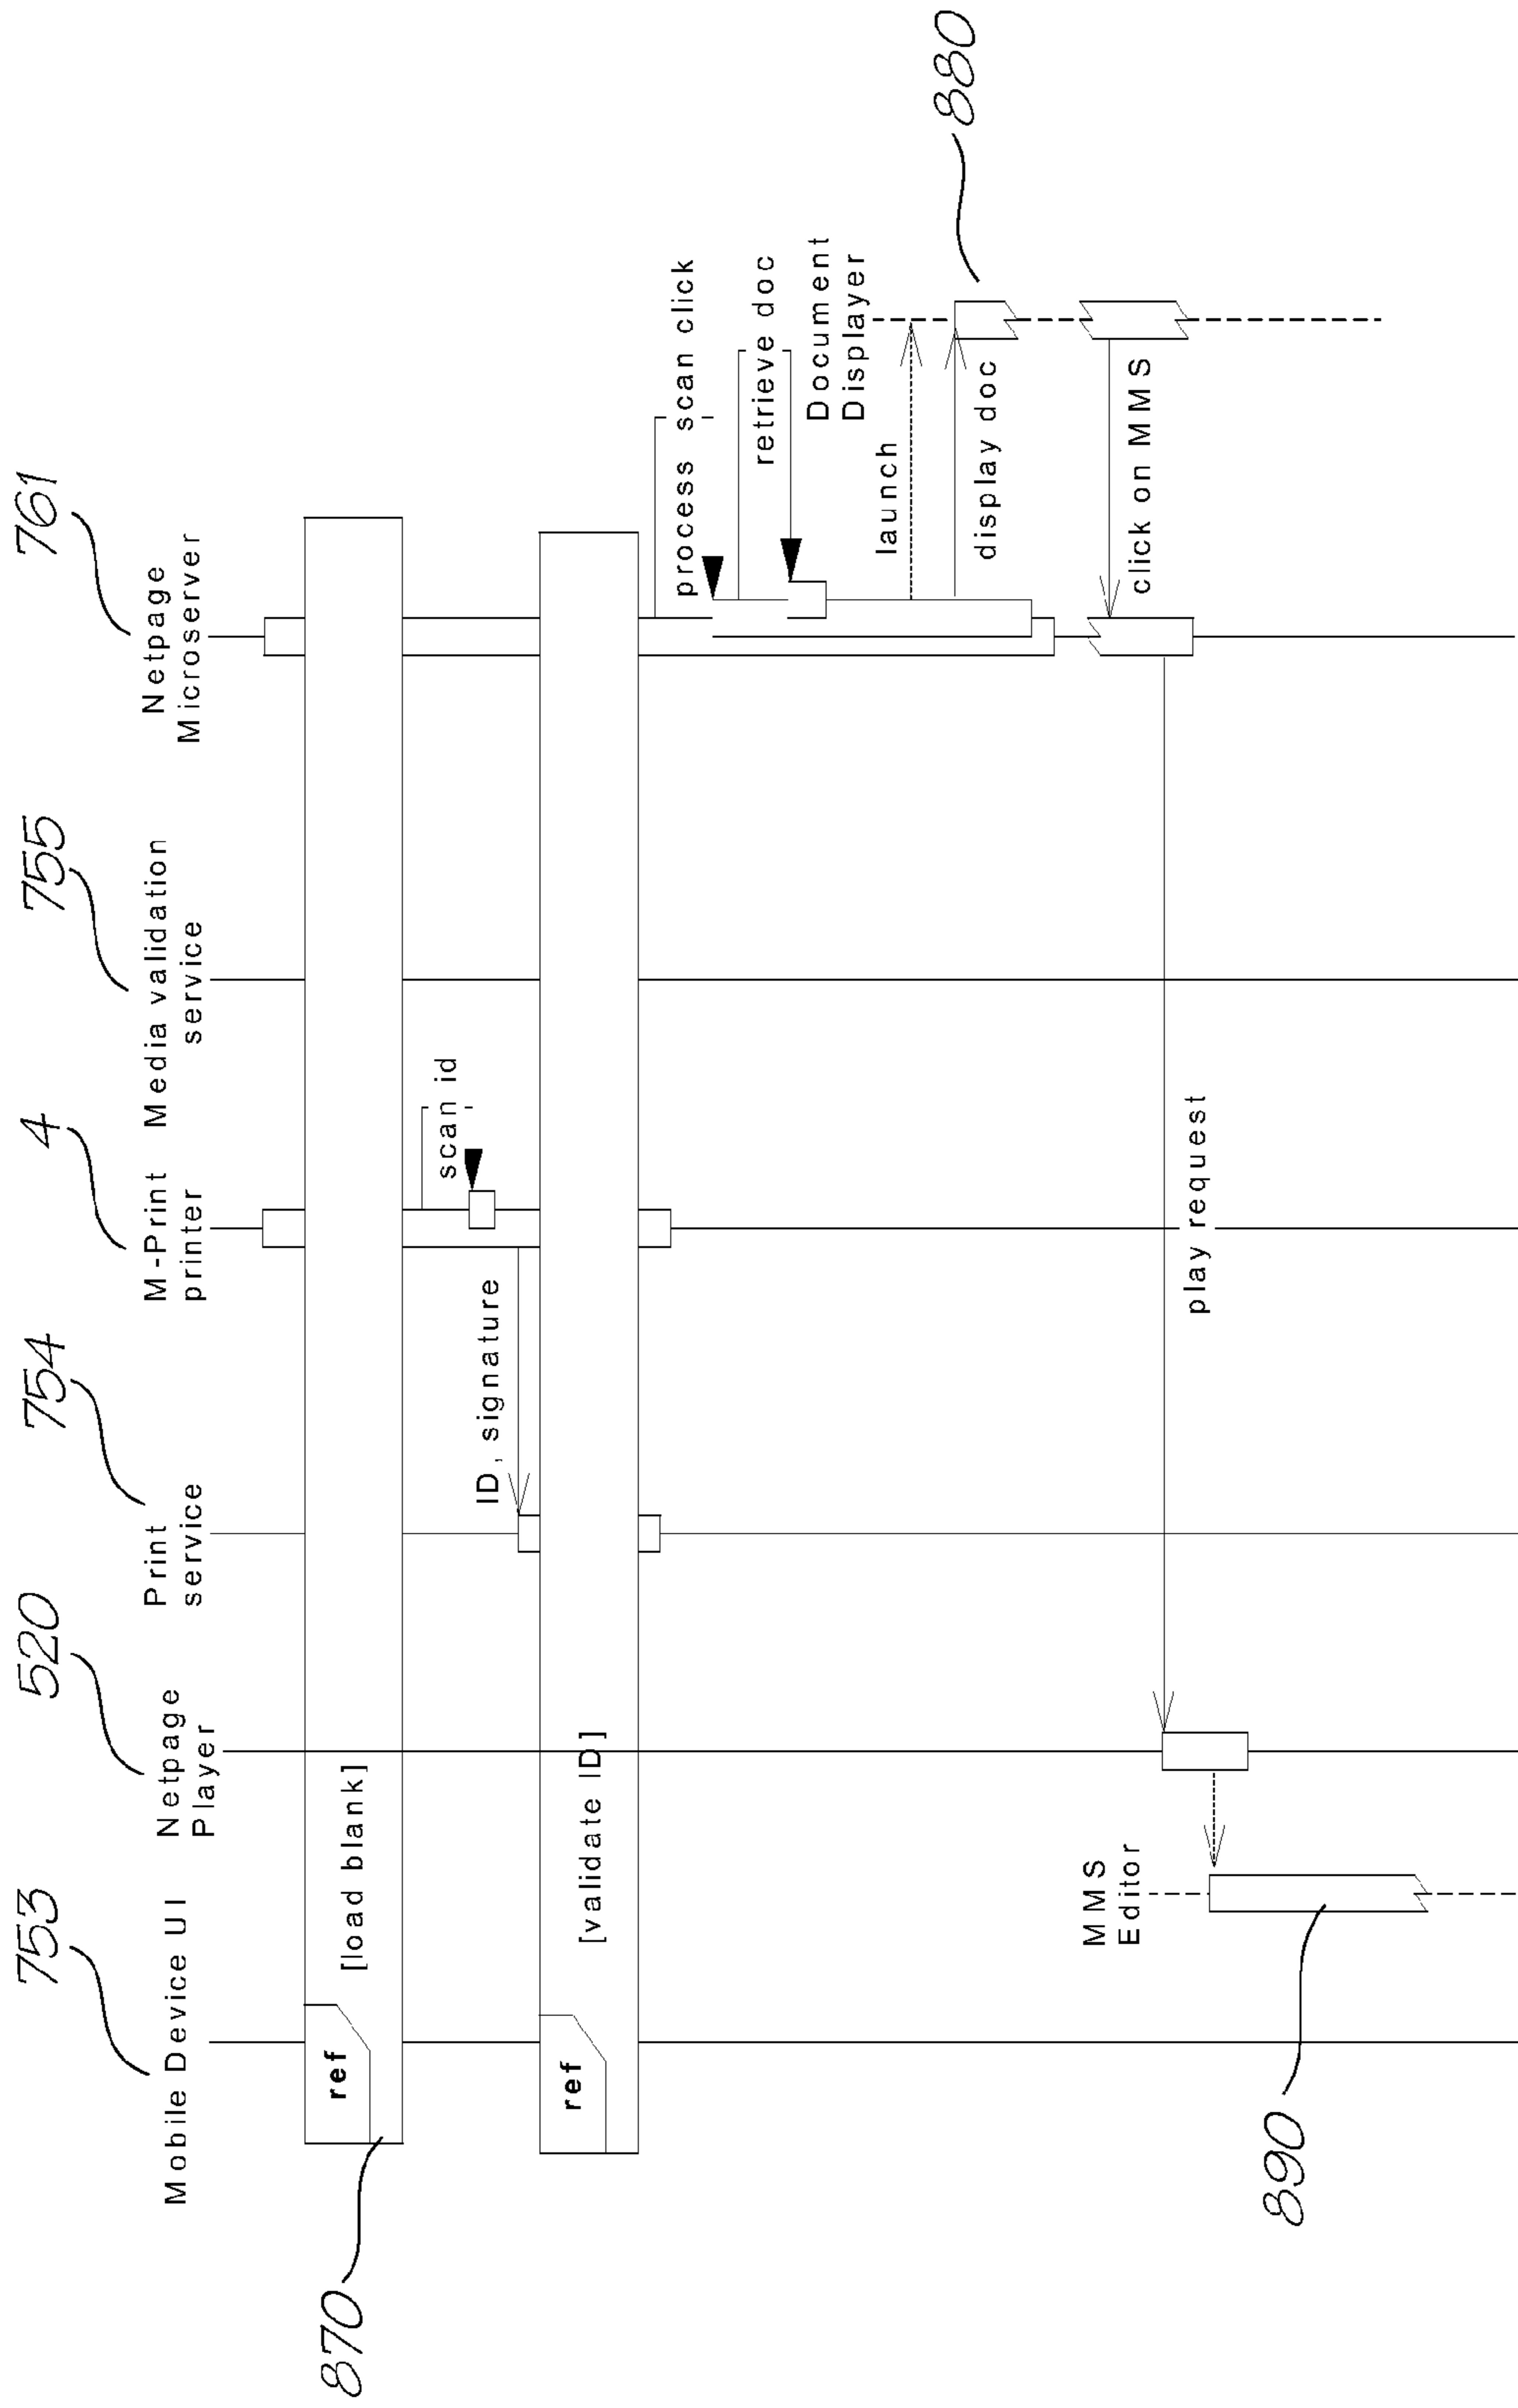 753
520
754
4
755
761
Mobile Device UI
Netpage
Player
Print
service
M-Print
printer
Media validation
service
Netpage
Microserver
870
ref
[load blank]
scan id
ID, signature
ref
[validate ID]
process scan click
retrieve doc
Document
Displayer
launch
880
display doc
click on MMS
play request
MMS
Editor
890